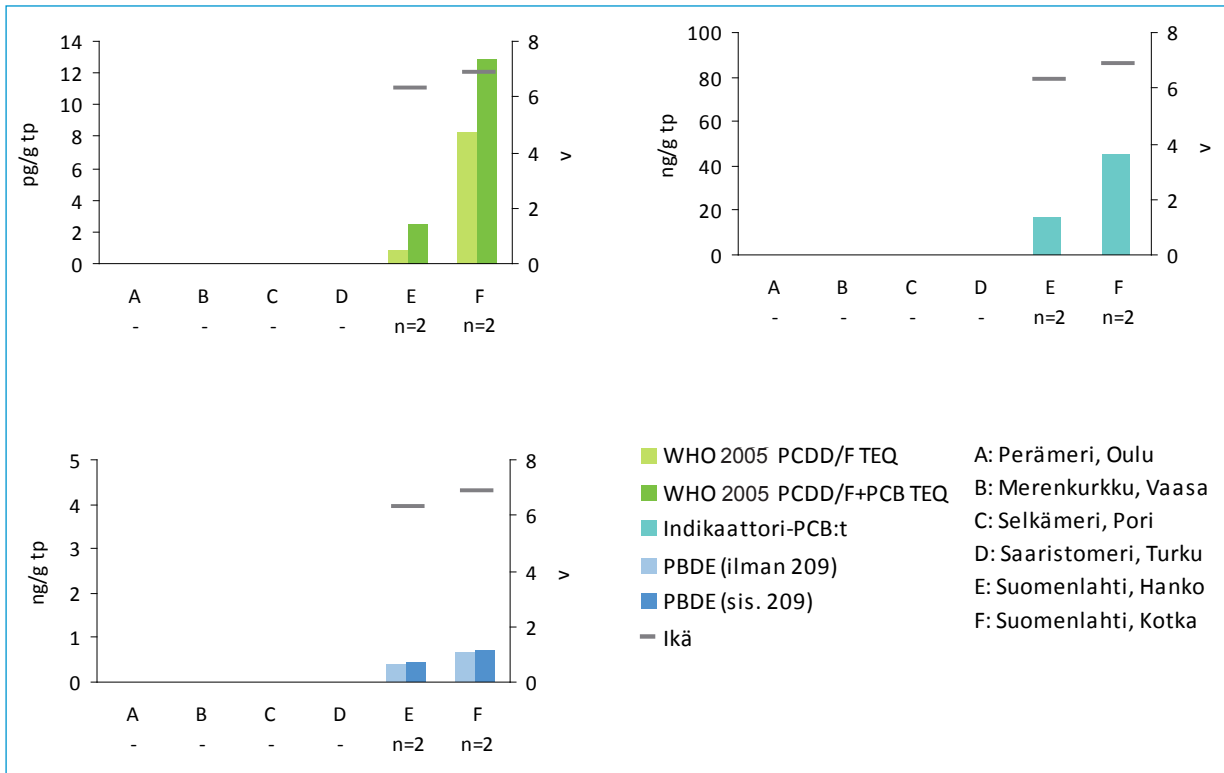 14
12
10
8
6
4
2
0
pg/g tp
8
6
4
2
0
v
A B C D E F
- - - - n=2 n=2
100
80
60
40
20
0
ng/g tp
8
6
4
2
0
v
A B C D E F
- - - - n=2 n=2
5
4
3
2
1
0
ng/g tp
8
6
4
2
0
v
A B C D E F
- - - - n=2 n=2
WHO 2005 PCDD/F TEQ
WHO 2005 PCDD/F+PCB TEQ
Indikaattori-PCB:t
PBDE (ilman 209)
PBDE (sis. 209)
Ikä
A: Perämeri, Oulu
B: Merenkurkku, Vaasa
C: Selkämeri, Pori
D: Saaristomeri, Turku
E: Suomenlahti, Hanko
F: Suomenlahti, Kotka